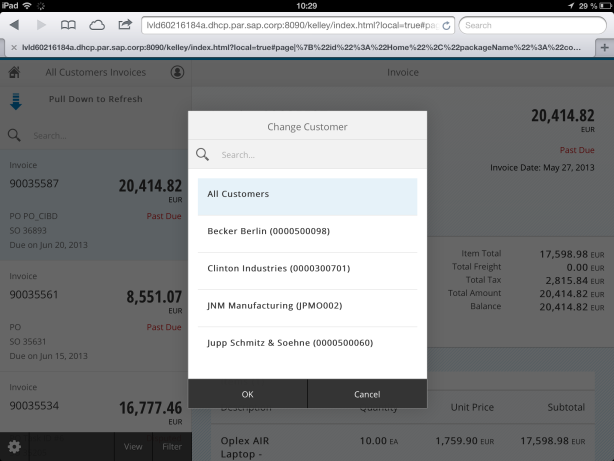 iPad
10:29
29 %
lvld60216184a.dhcp.par.sap.corp:8090/kelley/index.html?local=true#pag
Search
× lvld60216184a.dhcp.par.sap.corp:8090/kelley/index.html?local=true#page|%7B%22id%22%3A%22Home%22%2C%22packageName%22%3A%22co...
All Customers Invoices
Invoice
Pull Down to Refresh
Search...
Invoice
90035587
20,414.82
EUR
PO PO_CIBD
Past Due
SO 36893
Due on Jun 20, 2013
Invoice
90035561
8,551.07
EUR
PO
Past Due
SO 35631
Due on Jun 15, 2013
Invoice
90035534
16,777.46
EUR
View
Filter
Change Customer
Search...
All Customers
Becker Berlin (0000500098)
Clinton Industries (0000300701)
JNM Manufacturing (JPMO002)
Jupp Schmitz & Soehne (0000500060)
OK
Cancel
20,414.82
EUR
Past Due
Invoice Date: May 27, 2013
Item Total 17,598.98 EUR
Total Freight 0.00 EUR
Total Tax 2,815.84 EUR
Total Amount 20,414.82 EUR
Balance 20,414.82 EUR
Description Quantity Unit Price Subtotal
Oplex AIR 10.00 EA 1,759.90 EUR 17,598.98 EUR
Laptop -